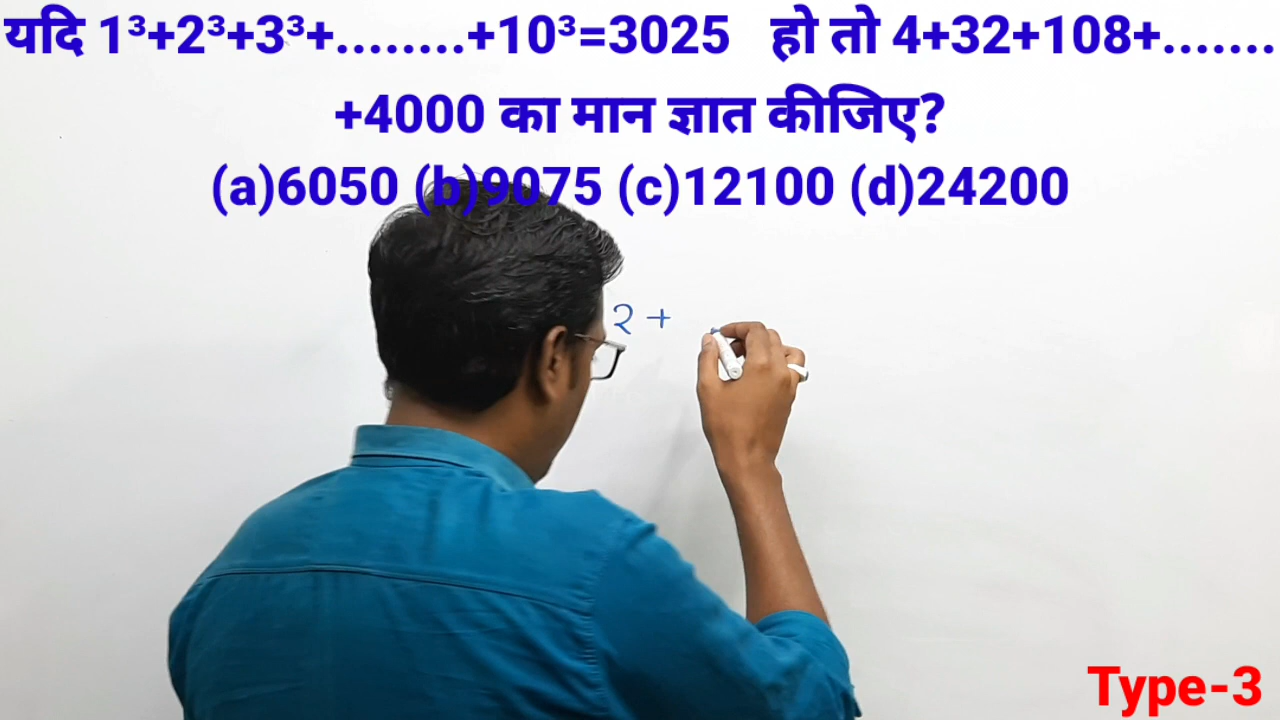 यदि 1³+2³+3³+........+10³=3025 हो तो 4+32+108+.......
+4000 का मान ज्ञात कीजिए?
(a)6050 (b)9075 (c)12100 (d)24200
2 +
Type-3